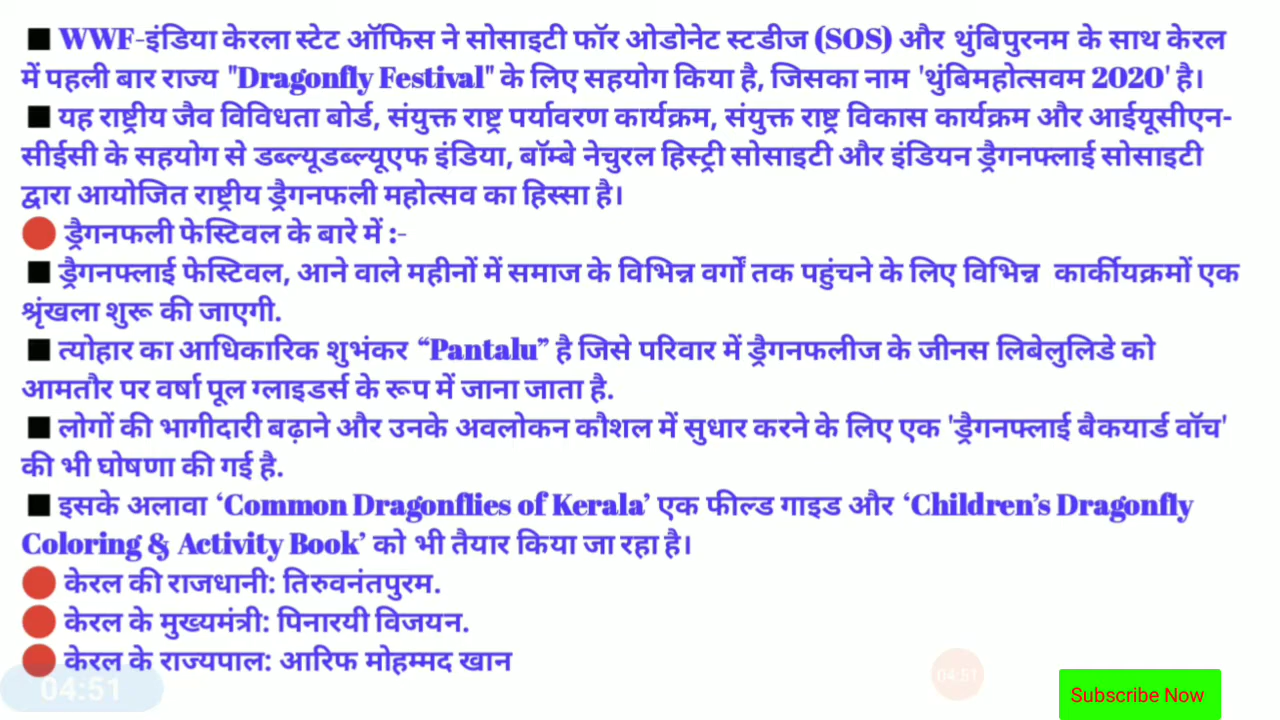 WWF-इंडिया केरला स्टेट ऑफिस ने सोसाइटी फॉर ओडोनेट स्टडीज (SOS) और थुंबिपुरनम के साथ केरल
में पहली बार राज्य "Dragonfly Festival" के लिए सहयोग किया है, जिसका नाम 'थुंबिमहोत्सवम 2020' है।
यह राष्ट्रीय जैव विविधता बोर्ड, संयुक्त राष्ट्र पर्यावरण कार्यक्रम, संयुक्त राष्ट्र विकास कार्यक्रम और आईयूसीएन-
सीईसी के सहयोग से डब्ल्यूडब्ल्यूएफ इंडिया, बॉम्बे नेचुरल हिस्ट्री सोसाइटी और इंडियन ड्रैगनफ्लाई सोसाइटी
द्वारा आयोजित राष्ट्रीय ड्रैगनफली महोत्सव का हिस्सा है।
ड्रैगनफली फेस्टिवल के बारे में :-
ड्रैगनफ्लाई फेस्टिवल, आने वाले महीनों में समाज के विभिन्न वर्गों तक पहुंचने के लिए विभिन्न कार्कीयक्रमों एक
श्रृंखला शुरू की जाएगी.
त्योहार का आधिकारिक शुभंकर “Pantalu” है जिसे परिवार में ड्रैगनफलीज के जीनस लिबेलुलिडे को
आमतौर पर वर्षा पूल ग्लाइडर्स के रूप में जाना जाता है.
लोगों की भागीदारी बढ़ाने और उनके अवलोकन कौशल में सुधार करने के लिए एक 'ड्रैगनफ्लाई बैकयार्ड वॉच'
की भी घोषणा की गई है.
इसके अलावा ‘Common Dragonflies of Kerala’ एक फील्ड गाइड और ‘Children’s Dragonfly
Coloring & Activity Book’ को भी तैयार किया जा रहा है।
केरल की राजधानी: तिरुवनंतपुरम.
केरल के मुख्यमंत्री: पिनारयी विजयन.
केरल के राज्यपाल: आरिफ मोहम्मद खान
04:51
04:51
Subscribe Now